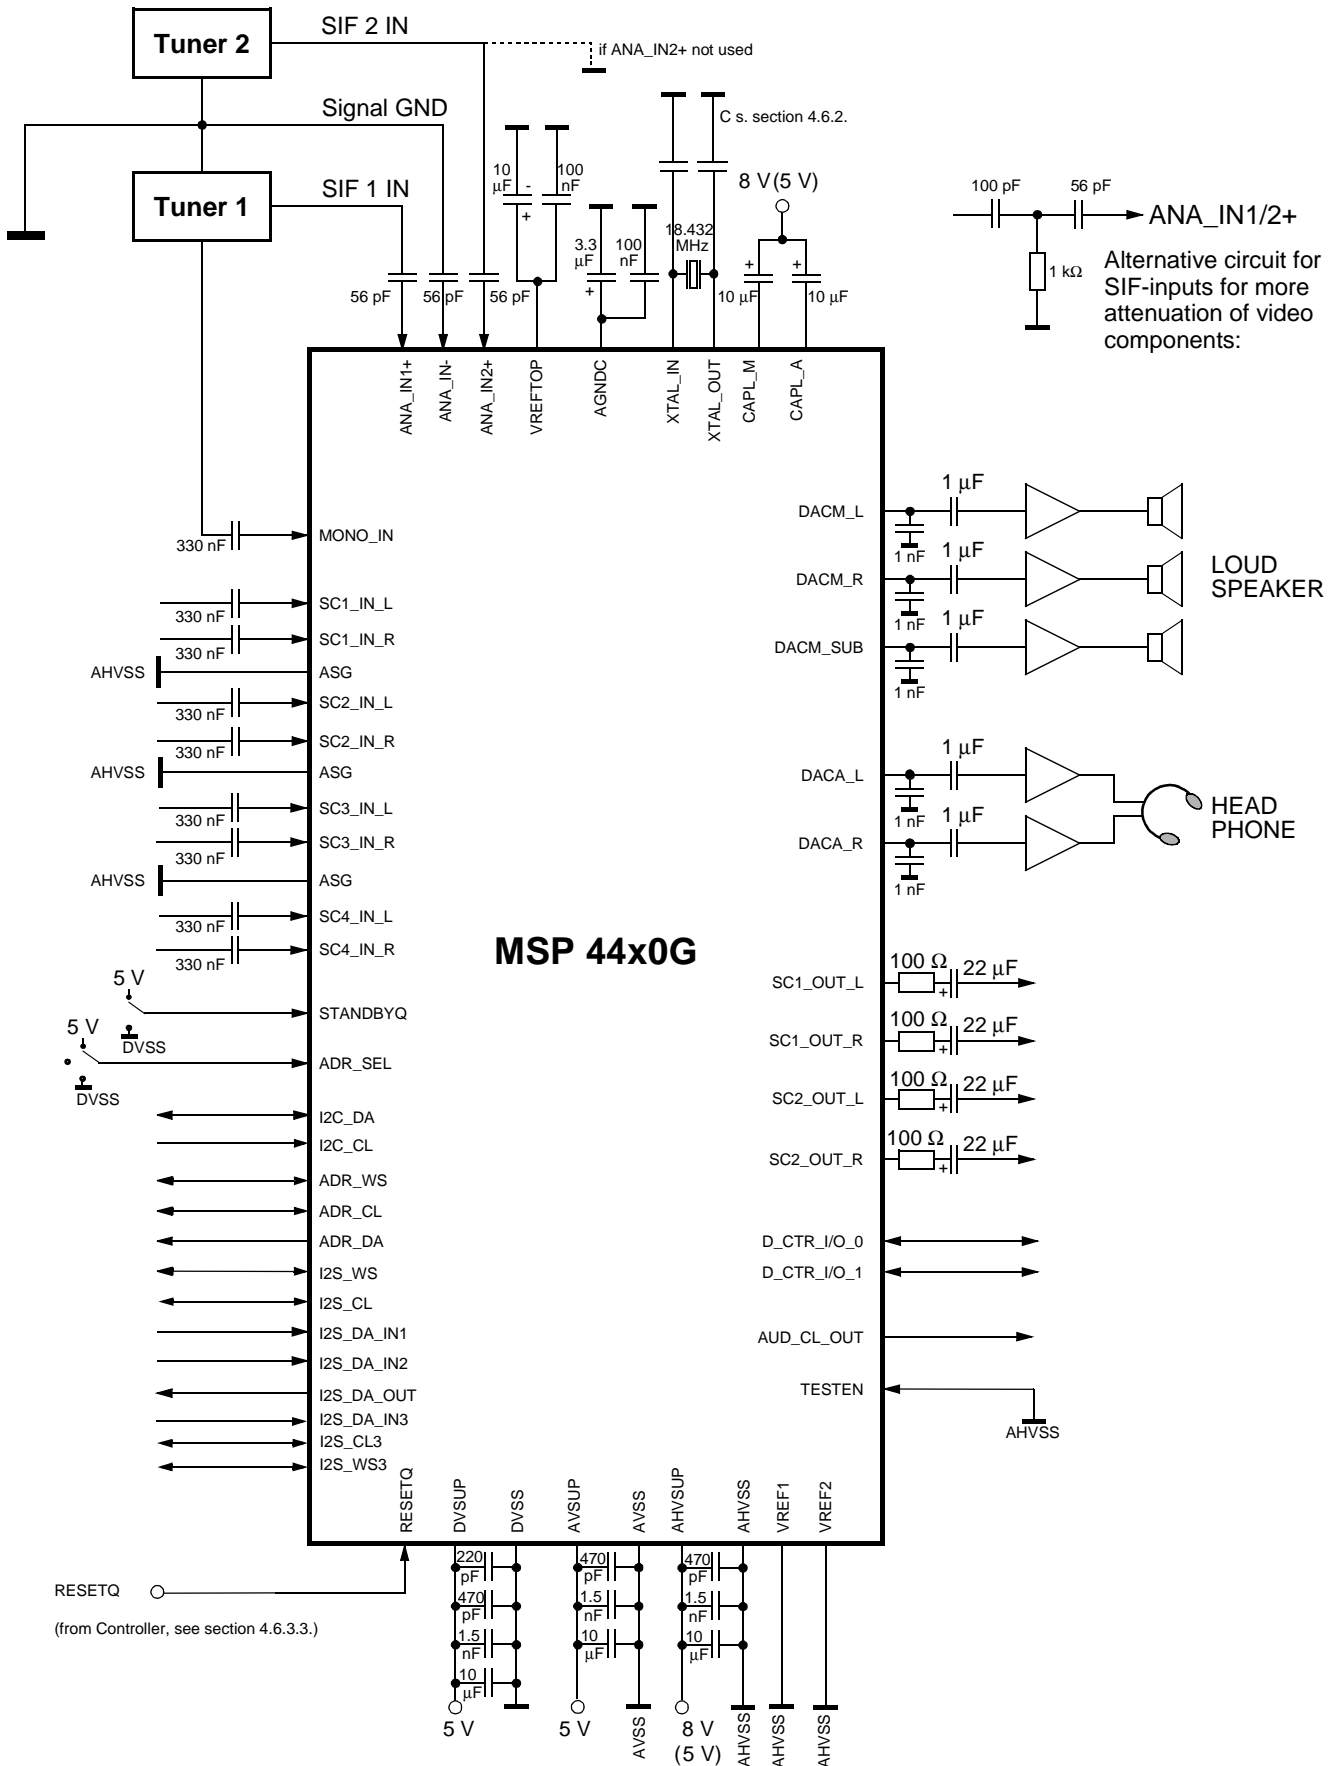 Tuner 2
SIF 2 IN
if ANA_IN2+ not used
Signal GND
C s. section 4.6.2.
10
μF
-
+
100
nF
Tuner 1
SIF 1 IN
8 V(5 V)
100 pF
56 pF
ANA_IN1/2+
1 kΩ
Alternative circuit for
SIF-inputs for more
attenuation of video
components:
3.3
μF
+
100
nF
18.432
MHz
+
+
56 pF
56 pF
56 pF
10 μF
10 μF
ANA_IN1+
ANA_IN-
ANA_IN2+
VREFTOP
AGNDC
XTAL_IN
XTAL_OUT
CAPL_M
CAPL_A
MSP 44x0G
330 nF
MONO_IN
330 nF
SC1_IN_L
330 nF
SC1_IN_R
AHVSS
ASG
330 nF
SC2_IN_L
330 nF
SC2_IN_R
AHVSS
ASG
330 nF
SC3_IN_L
330 nF
SC3_IN_R
AHVSS
ASG
330 nF
SC4_IN_L
330 nF
SC4_IN_R
5 V
DVSS
STANDBYQ
5 V
DVSS
ADR_SEL
I2C_DA
I2C_CL
ADR_WS
ADR_CL
ADR_DA
I2S_WS
I2S_CL
I2S_DA_IN1
I2S_DA_IN2
I2S_DA_OUT
I2S_DA_IN3
I2S_CL3
I2S_WS3
DACM_L
1 μF
1 nF
DACM_R
1 μF
1 nF
DACM_SUB
1 μF
1 nF
LOUD
SPEAKER
DACA_L
1 μF
1 nF
DACA_R
1 μF
1 nF
HEAD
PHONE
SC1_OUT_L
100 Ω
+
22 μF
SC1_OUT_R
100 Ω
+
22 μF
SC2_OUT_L
100 Ω
+
22 μF
SC2_OUT_R
100 Ω
+
22 μF
D_CTR_I/O_0
D_CTR_I/O_1
AUD_CL_OUT
TESTEN
AHVSS
RESETQ
DVSUP
DVSS
AVSUP
AVSS
AHVSUP
AHVSS
VREF1
VREF2
RESETQ
(from Controller, see section 4.6.3.3.)
220
pF
470
pF
1.5
nF
10
μF
5 V
470
pF
1.5
nF
10
μF
5 V
AVSS
470
pF
1.5
nF
10
μF
8 V
(5 V)
AHVSS
AHVSS
AHVSS